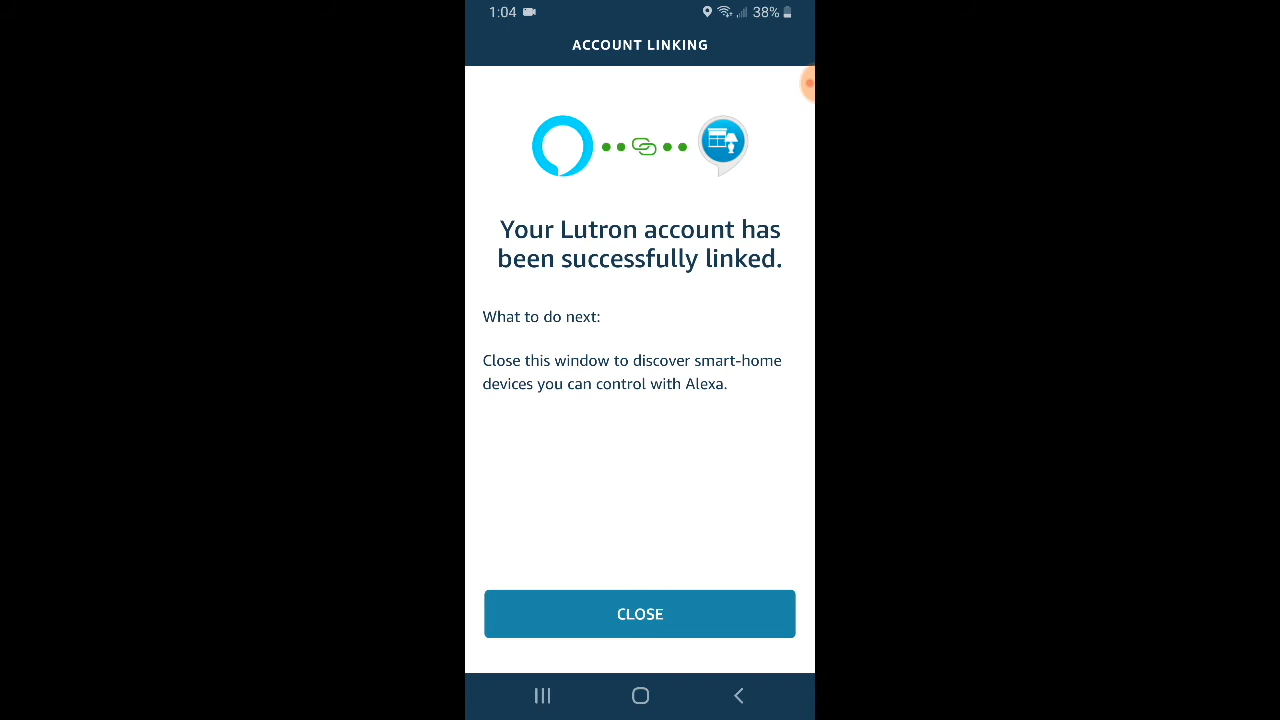 1:04
38%
ACCOUNT LINKING
Your Lutron account has
been successfully linked.
What to do next:
Close this window to discover smart-home
devices you can control with Alexa.
CLOSE